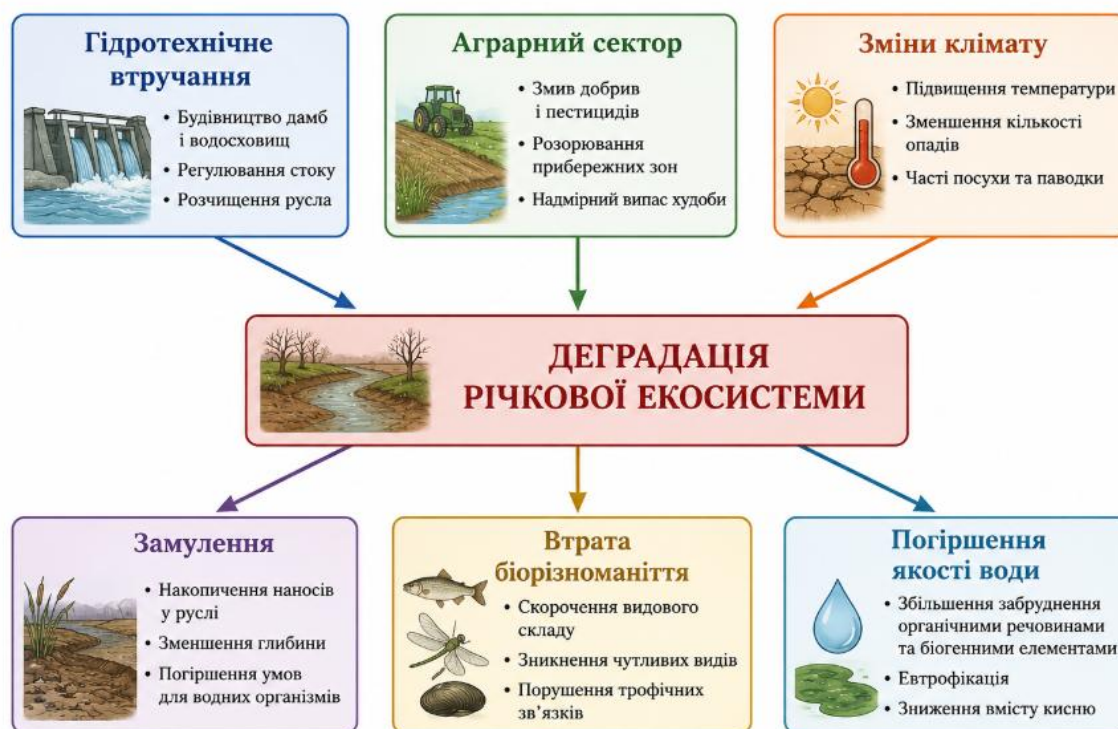 Гідротехнічне
втручання
• Будівництво дамб
і водосховищ
• Регулювання стоку
• Розчищення русла
Аграрний сектор
• Змив добрив
і пестицидів
• Розорювання
прибережних зон
• Надмірний випас худоби
Зміни клімату
• Підвищення температури
• Зменшення кількості
опадів
• Часті посухи та паводки
ДЕГРАДАЦІЯ
РІЧКОВОЇ ЕКОСИСТЕМИ
Замулення
• Накопичення наносів
у руслі
• Зменшення глибини
• Погіршення умов
для водних організмів
Втрата
біорізноманіття
• Скорочення видового
складу
• Зникнення чутливих видів
• Порушення трофічних
зв’язків
Погіршення
якості води
• Збільшення забруднення
органічними речовинами
та біогенними елементами
• Евтрофікація
• Зниження вмісту кисню